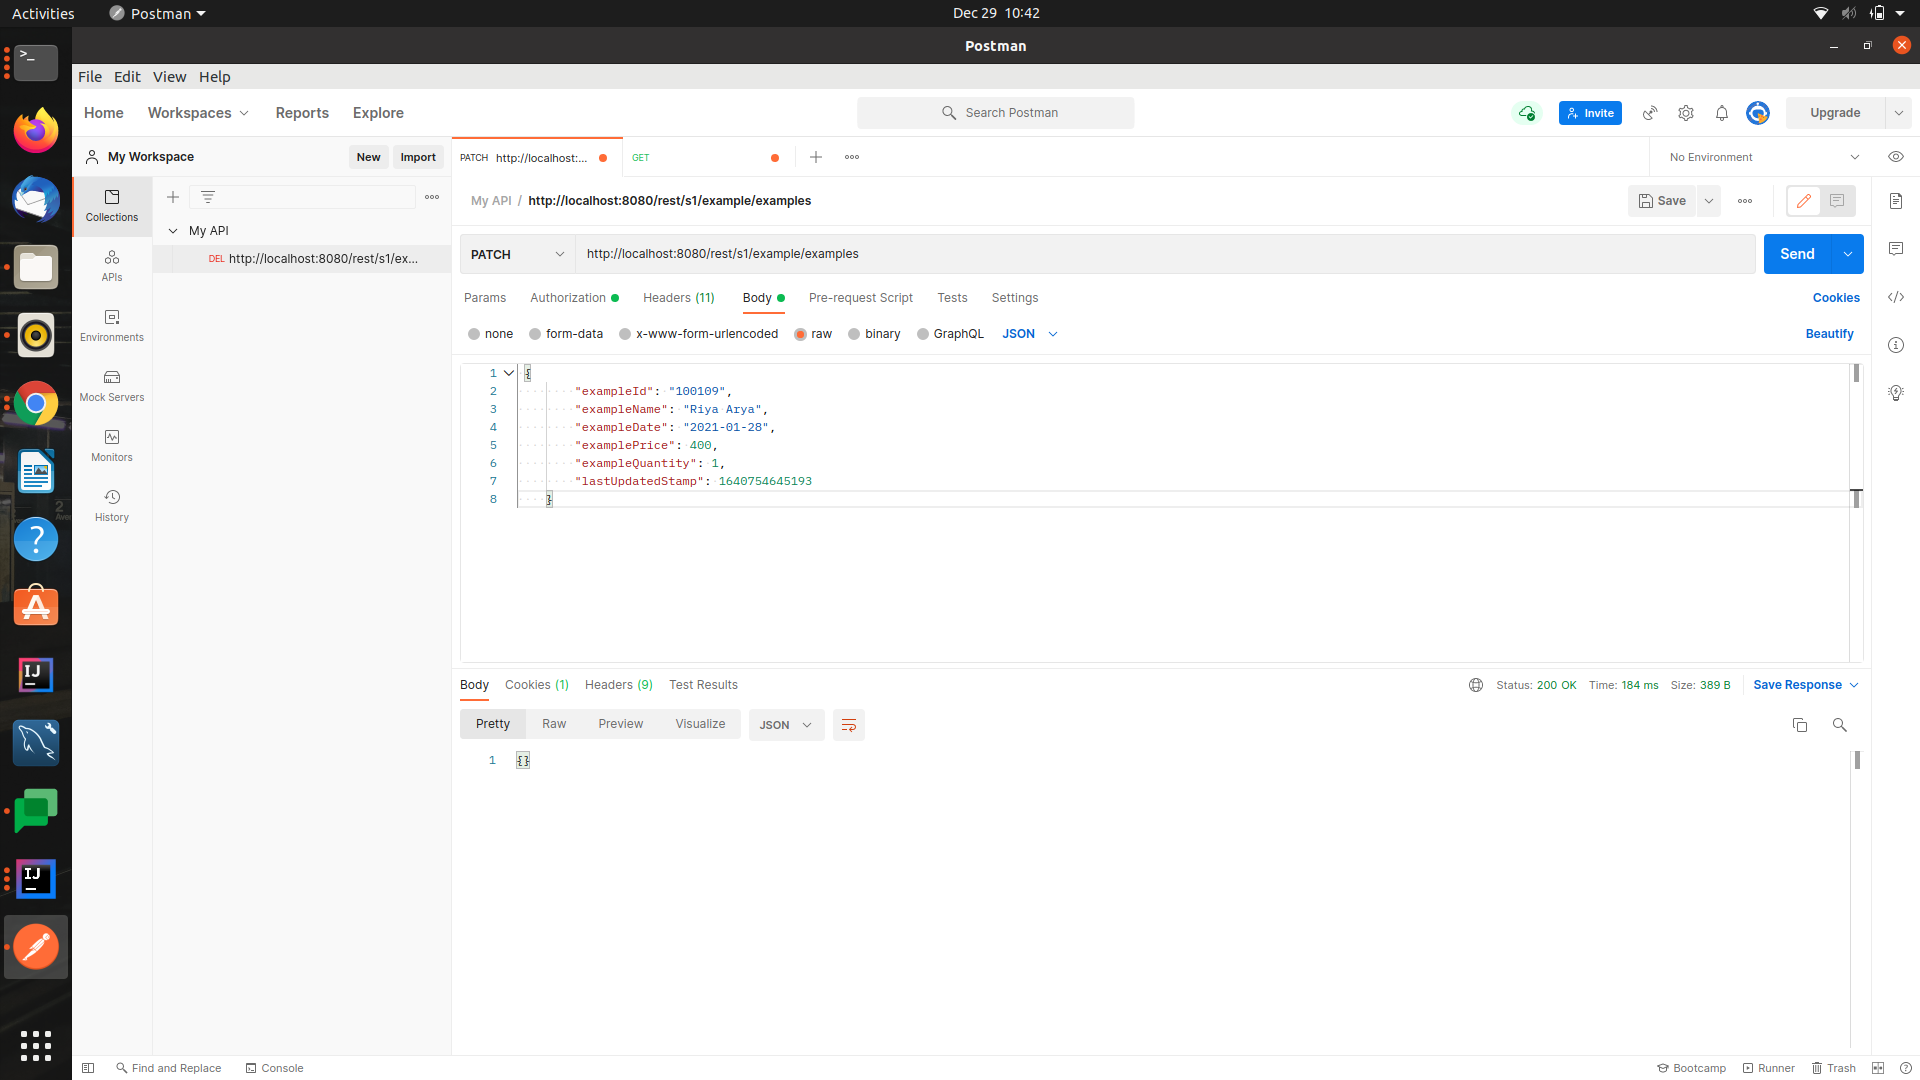 Activities
Postman
Dec 29 10:42
Postman
File Edit View Help
Home Workspaces Reports Explore
Search Postman
Invite
Upgrade
My Workspace
New Import
PATCH http://localhost:...
GET
No Environment
Collections
APIs
Environments
Mock Servers
Monitors
History
My API
DEL http://localhost:8080/rest/s1/ex...
My API / http://localhost:8080/rest/s1/example/examples
Save
PATCH
http://localhost:8080/rest/s1/example/examples
Send
Params Authorization Headers (11) Body Pre-request Script Tests Settings
Cookies
none form-data x-www-form-urlencoded raw binary GraphQL JSON
Beautify
1 {
2 "exampleId": "100109",
3 "exampleName": "Riya Arya",
4 "exampleDate": "2021-01-28",
5 "examplePrice": 400,
6 "exampleQuantity": 1,
7 "lastUpdatedStamp": 1640754645193
8 }
Body Cookies (1) Headers (9) Test Results
Status: 200 OK Time: 184 ms Size: 389 B
Save Response
Pretty Raw Preview Visualize JSON
1 {}
Find and Replace Console
Bootcamp Runner Trash